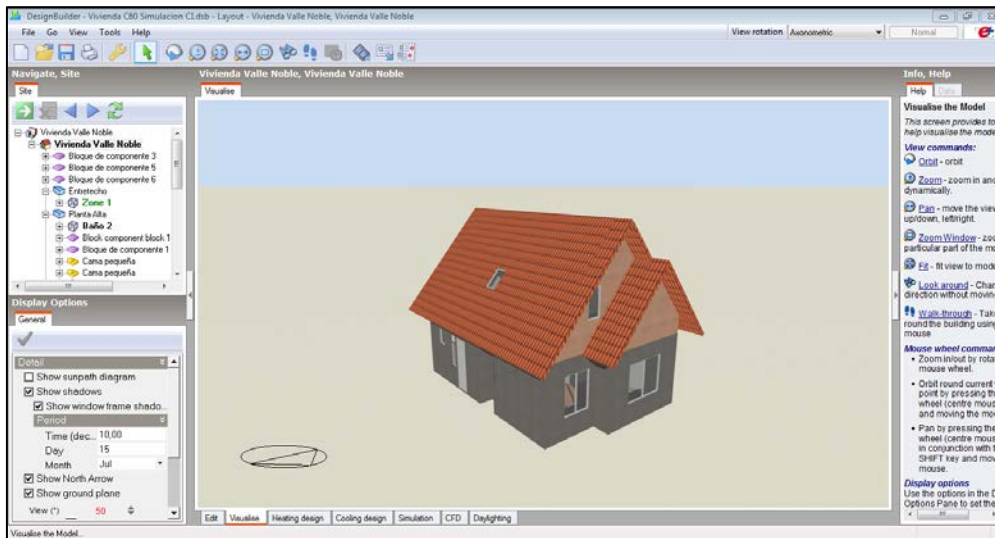 DesignBuilder - Vivienda C80 Simulacion CI.dsb - Layout - Vivienda Valle Noble, Vivienda Valle Noble
File Go View Tools Help
View rotation Axonometric Normal
Navigate, Site
Site
Vivienda Valle Noble
Vivienda Valle Noble
Bloque de componente 3
Bloque de componente 5
Bloque de componente 6
Entretecho
Zone 1
Planta Alta
Baño 2
Block component block 1
Bloque de componente 1
Cama pequeña
Cama pequeña
Display Options
General
Detail
Show sunpath diagram
Show shadows
Show window frame shado...
Period
Time (dec... 10,00
Day 15
Month Jul
Show North Arrow
Show ground plane
View (°) 50
Vivienda Valle Noble, Vivienda Valle Noble
Visualise
Edit Visualise Heating design Cooling design Simulation CFD Daylighting
Info, Help
Help Data
Visualise the Model
This screen provides to
help visualise the mode
View commands:
Orbit - orbit
Zoom - zoom in and
dynamically.
Pan - move the view
up/down, left/right.
Zoom Window - zoo
particular part of the mo
Fit - fit view to mode
Look around - Chan
direction without moving
Walk-through - Tak
round the building using
mouse
Mouse wheel comman
• Zoom in/out by rota
mouse wheel.
• Orbit round current
point by pressing th
wheel (centre mous
and moving the mo
• Pan by pressing the
wheel (centre mous
in conjunction with t
SHIFT key and mov
mouse.
Display options
Use the options in the D
Options Pane to set the
Visualise the Model...